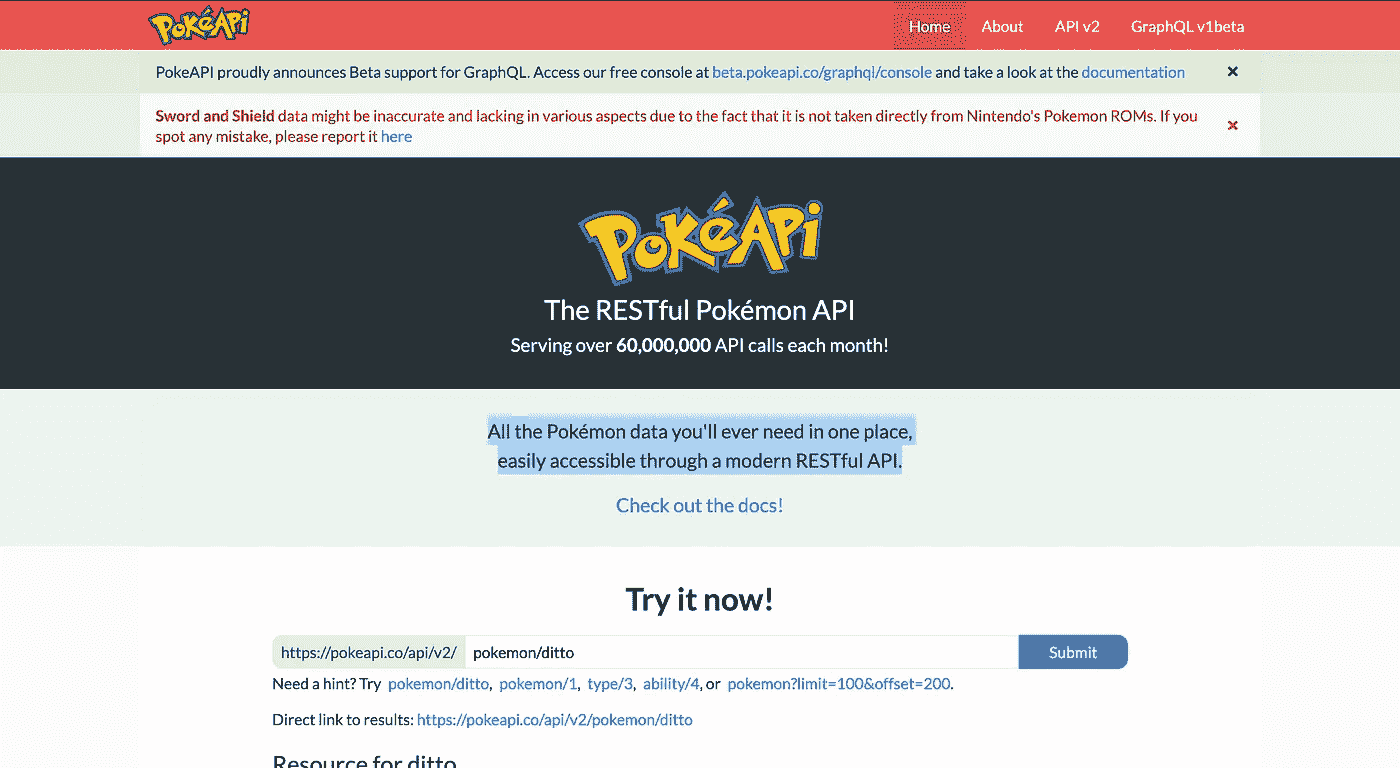 PokéApi
Home About API v2 GraphQL v1beta
PokeAPI proudly announces Beta support for GraphQL. Access our free console at beta.pokeapi.co/graphql/console and take a look at the documentation ×
Sword and Shield data might be inaccurate and lacking in various aspects due to the fact that it is not taken directly from Nintendo's Pokemon ROMs. If you
spot any mistake, please report it here ×
PokéApi
The RESTful Pokémon API
Serving over 60,000,000 API calls each month!
All the Pokémon data you'll ever need in one place,
easily accessible through a modern RESTful API.
Check out the docs!
Try it now!
https://pokeapi.co/api/v2/ pokemon/ditto Submit
Need a hint? Try pokemon/ditto, pokemon/1, type/3, ability/4, or pokemon?limit=100&offset=200.
Direct link to results: https://pokeapi.co/api/v2/pokemon/ditto
Resource for ditto